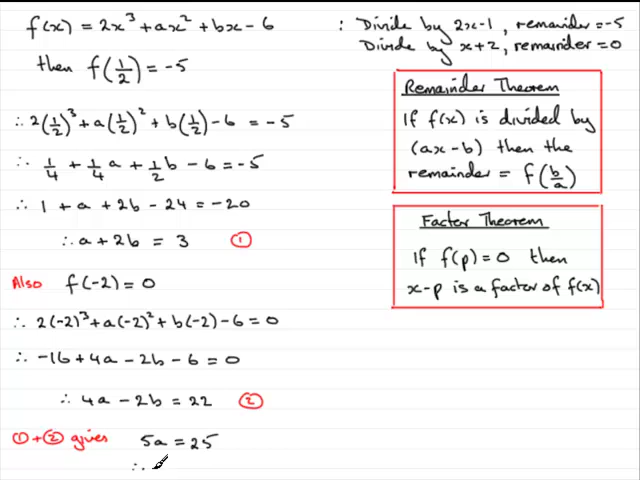 f(x) = 2x³ + ax² + bx - 6
: Divide by 2x-1, remainder = -5
Divide by x+2, remainder = 0
then f(1/2) = -5
∴ 2(1/2)³ + a(1/2)² + b(1/2) - 6 = -5
∴ 1/4 + 1/4a + 1/2b - 6 = -5
∴ 1 + a + 2b - 24 = -20
∴ a + 2b = 3 ①
Also f(-2) = 0
∴ 2(-2)³ + a(-2)² + b(-2) - 6 = 0
∴ -16 + 4a - 2b - 6 = 0
∴ 4a - 2b = 22 ②
① + ② gives 5a = 25
∴
Remainder Theorem
If f(x) is divided by
(ax-b) then the
remainder = f(b/a)
Factor Theorem
If f(p) = 0 then
x-p is a factor of f(x)